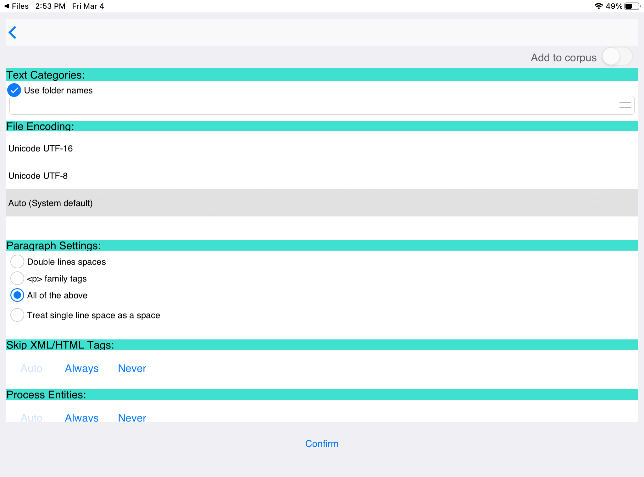 Files 2:53 PM Fri Mar 4 49%
Add to corpus
Text Categories:
Use folder names
File Encoding:
Unicode UTF-16
Unicode UTF-8
Auto (System default)
Paragraph Settings:
Double lines spaces
<p> family tags
All of the above
Treat single line space as a space
Skip XML/HTML Tags:
Auto Always Never
Process Entities:
Auto Always Never
Confirm